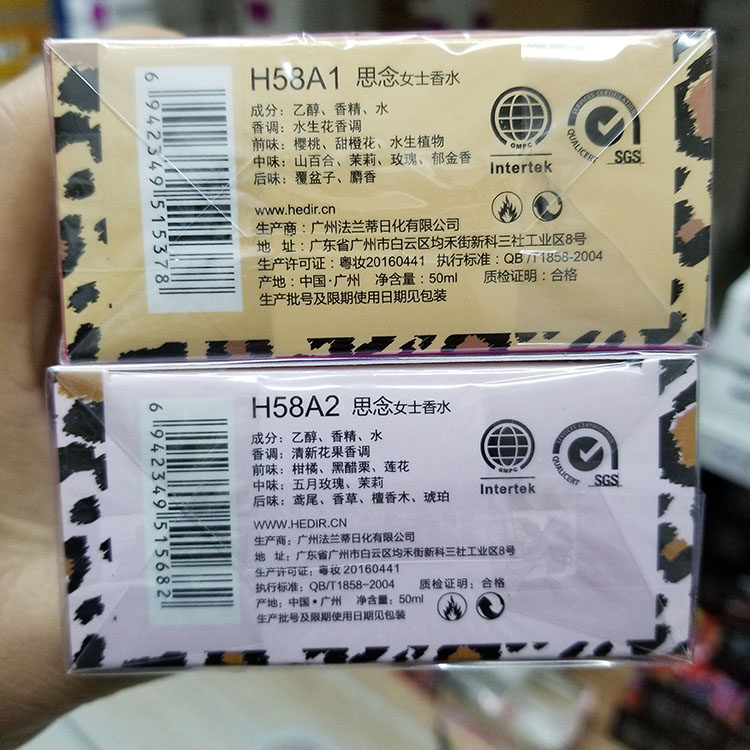 H58A1 思念女士香水
成分：乙醇、香精、水
香调：水生花香调
前味：樱桃、甜橙花、水生植物
中味：山百合、茉莉、玫瑰、郁金香
后味：覆盆子、麝香
www.hedir.cn
生产商：广州法兰蒂日化有限公司
地 址：广东省广州市白云区均禾街新科三社工业区8号
生产许可证：粤妆20160441 执行标准：QB/T1858-2004
产地：中国·广州 净含量：50ml 质检证明：合格
生产批号及限期使用日期见包装
6 942349 515378
GMPC
Intertek
SERVICES CERTIFICATION
QUALICERT
SGS
H58A2 思念女士香水
成分：乙醇、香精、水
香调：清新花果香调
前味：柑橘、黑醋栗、莲花
中味：五月玫瑰、茉莉
后味：鸢尾、香草、檀香木、琥珀
WWW.HEDIR.CN
生产商：广州法兰蒂日化有限公司
地 址：广东省广州市白云区均禾街新科三社工业区8号
生产许可证：粤妆20160441
执行标准：QB/T1858-2004 质检证明：合格
产地：中国·广州 净含量：50ml
生产批号及限期使用日期见包装
6 942349 515682
GMPC
Intertek
QUALICERT
SGS